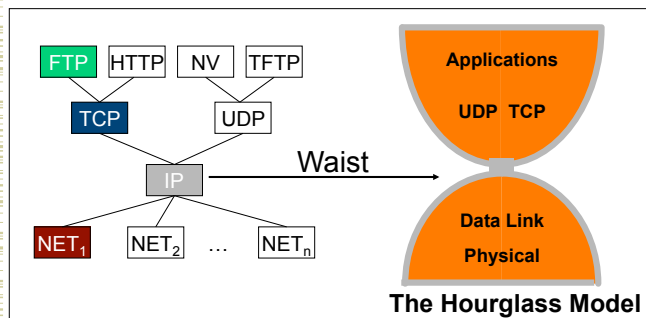 FTP HTTP NV TFTP
Applications
TCP UDP
UDP TCP
Waist
IP
NET₁ NET₂ … NETₙ
Data Link
Physical
The Hourglass Model